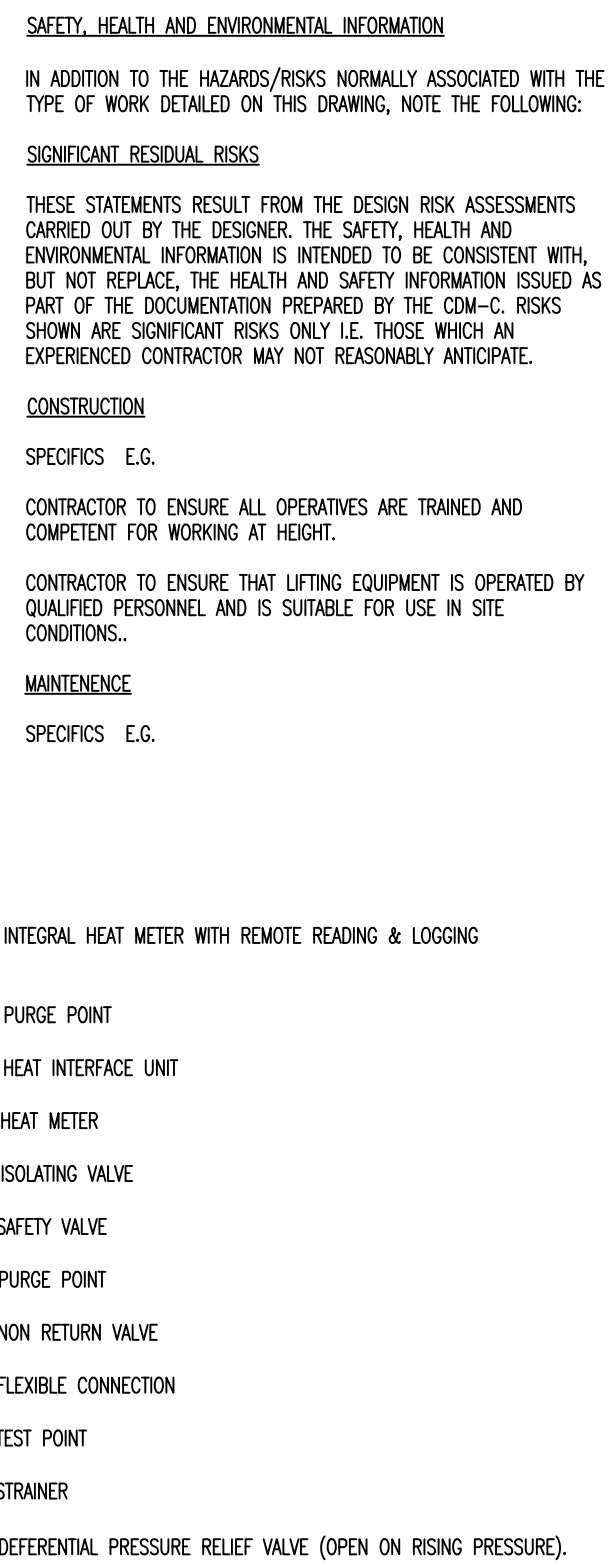 SAFETY, HEALTH AND ENVIRONMENTAL INFORMATION
IN ADDITION TO THE HAZARDS/RISKS NORMALLY ASSOCIATED WITH THE
TYPE OF WORK DETAILED ON THIS DRAWING, NOTE THE FOLLOWING:
SIGNIFICANT RESIDUAL RISKS
THESE STATEMENTS RESULT FROM THE DESIGN RISK ASSESSMENTS
CARRIED OUT BY THE DESIGNER. THE SAFETY, HEALTH AND
ENVIRONMENTAL INFORMATION IS INTENDED TO BE CONSISTENT WITH,
BUT NOT REPLACE, THE HEALTH AND SAFETY INFORMATION ISSUED AS
PART OF THE DOCUMENTATION PREPARED BY THE CDM-C. RISKS
SHOWN ARE SIGNIFICANT RISKS ONLY I.E. THOSE WHICH AN
EXPERIENCED CONTRACTOR MAY NOT REASONABLY ANTICIPATE.
CONSTRUCTION
SPECIFICS E.G.
CONTRACTOR TO ENSURE ALL OPERATIVES ARE TRAINED AND
COMPETENT FOR WORKING AT HEIGHT.
CONTRACTOR TO ENSURE THAT LIFTING EQUIPMENT IS OPERATED BY
QUALIFIED PERSONNEL AND IS SUITABLE FOR USE IN SITE
CONDITIONS..
MAINTENENCE
SPECIFICS E.G.
INTEGRAL HEAT METER WITH REMOTE READING & LOGGING
PURGE POINT
HEAT INTERFACE UNIT
HEAT METER
ISOLATING VALVE
SAFETY VALVE
PURGE POINT
NON RETURN VALVE
FLEXIBLE CONNECTION
TEST POINT
STRAINER
DEFERENTIAL PRESSURE RELIEF VALVE (OPEN ON RISING PRESSURE).